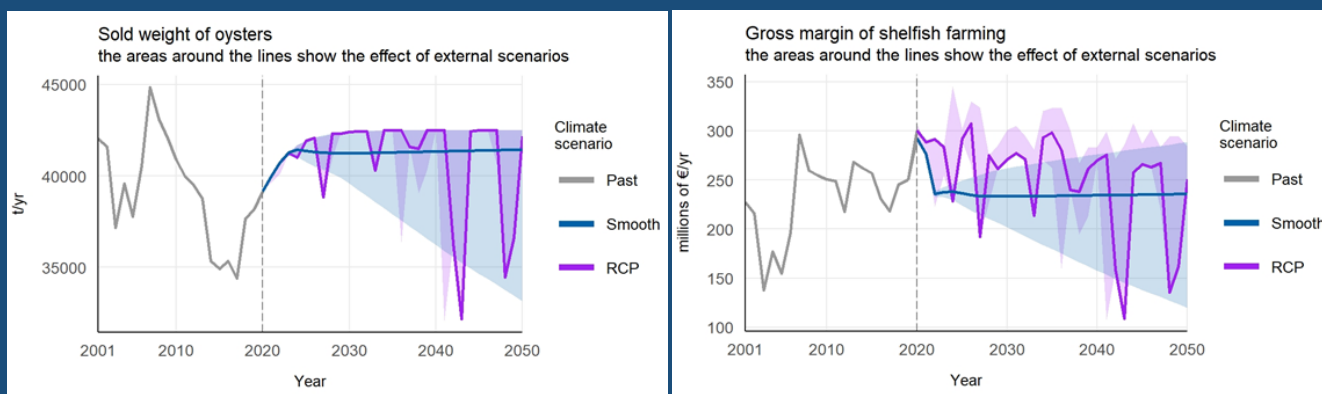 Sold weight of oysters
the areas around the lines show the effect of external scenarios
45000
40000
35000
t/yr
2001 2010 2020 2030 2040 2050
Year
Climate
scenario
Past
Smooth
RCP
Gross margin of shelfish farming
the areas around the lines show the effect of external scenarios
350
300
250
200
150
100
millions of €/yr
2001 2010 2020 2030 2040 2050
Year
Climate
scenario
Past
Smooth
RCP